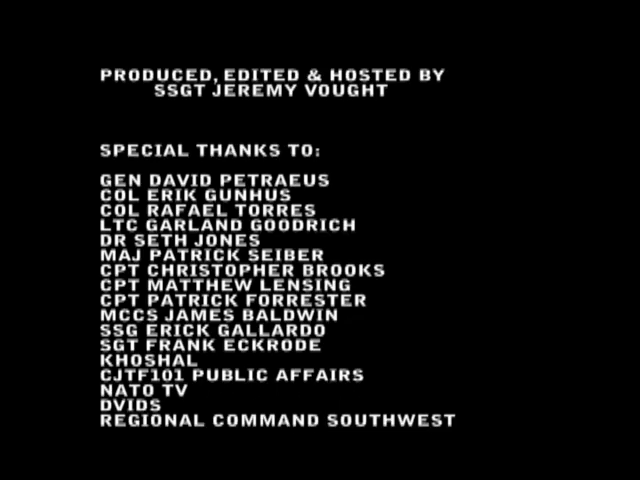 PRODUCED, EDITED & HOSTED BY
SSGT JEREMY VOUGHT
SPECIAL THANKS TO:
GEN DAVID PETRAEUS
COL ERIK GUNHUS
COL RAFAEL TORRES
LTC GARLAND GOODRICH
DR SETH JONES
MAJ PATRICK SEIBER
CPT CHRISTOPHER BROOKS
CPT MATTHEW LENSING
CPT PATRICK FORRESTER
MCCS JAMES BALDWIN
SSG ERICK GALLARDO
SGT FRANK ECKRODE
KHOSHAL
CJTF101 PUBLIC AFFAIRS
NATO TV
DVIDS
REGIONAL COMMAND SOUTHWEST